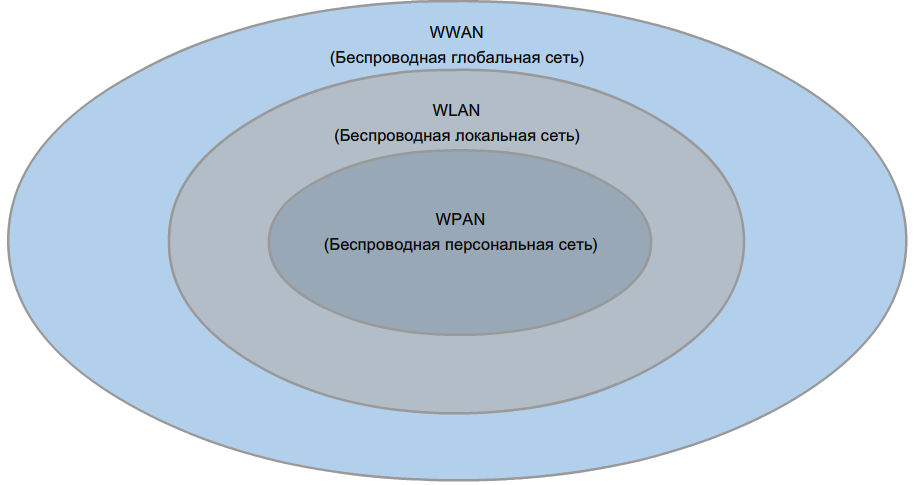 WWAN
(Беспроводная глобальная сеть)
WLAN
(Беспроводная локальная сеть)
WPAN
(Беспроводная персональная сеть)